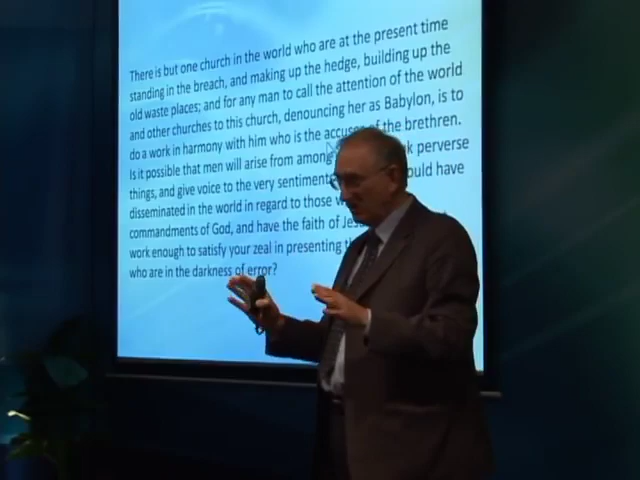 There is but one church in the world who are at the present time
standing in the breach, and making up the hedge, building up the
old waste places; and for any man to call the attention of the world
and other churches to this church, denouncing her as Babylon, is to
do a work in harmony with him who is the accuser of the brethren.
Is it possible that men will arise from among perverse
things, and give voice to the very sentiments have
disseminated in the world in regard to those
commandments of God, and have the faith of
work enough to satisfy your zeal in presenting
who are in the darkness of error?